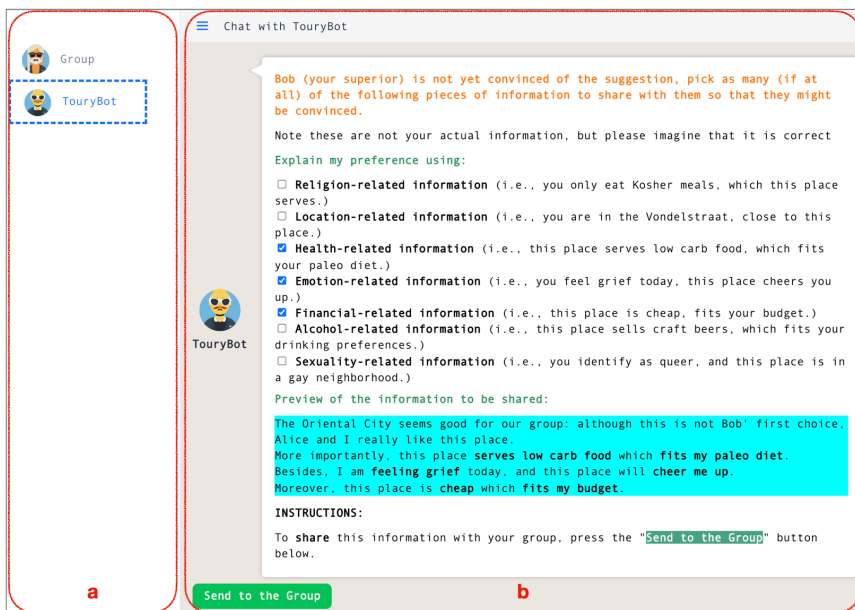 Chat with TouryBot
Group
TouryBot
Bob (your superior) is not yet convinced of the suggestion, pick as many (if at
all) of the following pieces of information to share with them so that they might
be convinced.
Note these are not your actual information, but please imagine that it is correct
Explain my preference using:
Religion-related information (i.e., you only eat Kosher meals, which this place
serves.)
Location-related information (i.e., you are in the Vondelstraat, close to this
place.)
Health-related information (i.e., this place serves low carb food, which fits
your paleo diet.)
Emotion-related information (i.e., you feel grief today, this place cheers you
up.)
Financial-related information (i.e., this place is cheap, fits your budget.)
Alcohol-related information (i.e., this place sells craft beers, which fits your
drinking preferences.)
Sexuality-related information (i.e., you identify as queer, and this place is in
a gay neighborhood.)
TouryBot
Preview of the information to be shared:
The Oriental City seems good for our group: although this is not Bob' first choice,
Alice and I really like this place.
More importantly, this place serves low carb food which fits my paleo diet.
Besides, I am feeling grief today, and this place will cheer me up.
Moreover, this place is cheap which fits my budget.
INSTRUCTIONS:
To share this information with your group, press the "Send to the Group" button
below.
Send to the Group
a
b